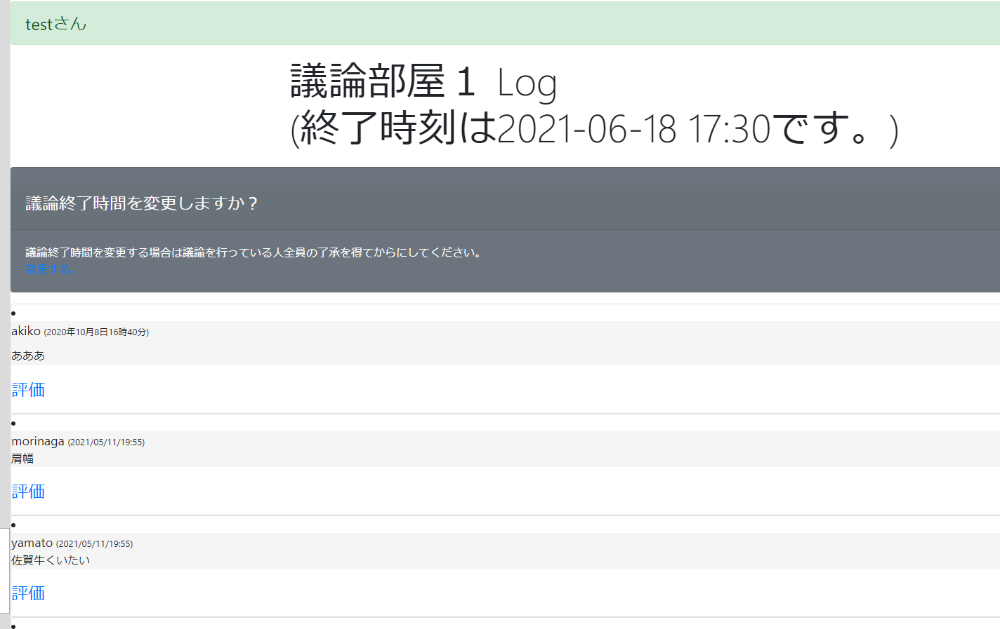 testさん
議論部屋１ Log
(終了時刻は2021-06-18 17:30です。)
議論終了時間を変更しますか？
議論終了時間を変更する場合は議論を行っている人全員の了承を得てからにしてください。
変更する。
akiko (2020年10月8日16時40分)
あああ
評価
morinaga (2021/05/11/19:55)
肩幅
評価
yamato (2021/05/11/19:55)
佐賀牛くいたい
評価